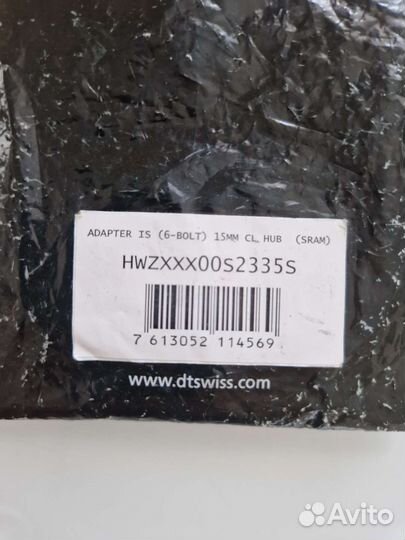 ADAPTER IS (6-BOLT) 15MM CL HUB (SRAM)
HWZXXX00S2335S
7 613052 114569
www.dtswiss.com
Avito